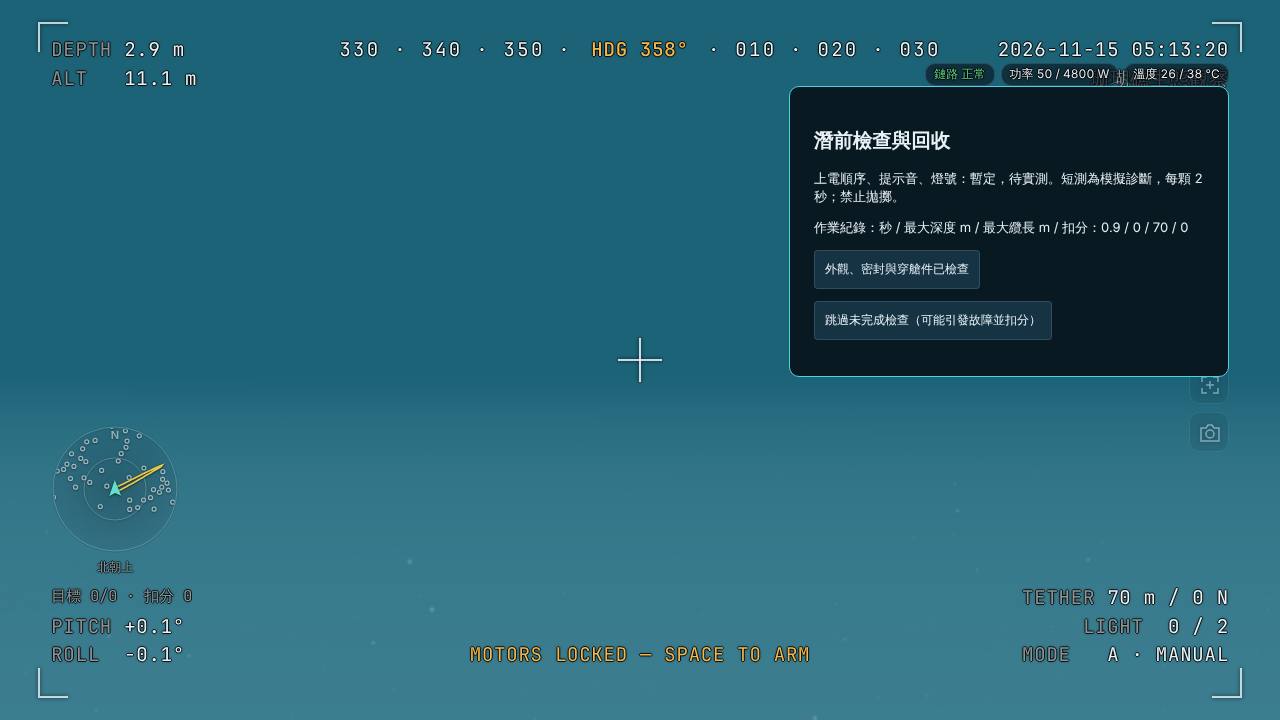 DEPTH 2.9 m
330 · 340 · 350 · HDG 358° · 010 · 020 · 030
2026-11-15 05:13:20
ALT 11.1 m
鏈路 正常
功率 50 / 4800 W
溫度 26 / 38 °C
潛前檢查與回收
上電順序、提示音、燈號：暫定，待實測。短測為模擬診斷，每顆 2
秒；禁止拋擲。
作業紀錄：秒 / 最大深度 m / 最大纜長 m / 扣分：0.9 / 0 / 70 / 0
外觀、密封與穿艙件已檢查
跳過未完成檢查（可能引發故障並扣分）
N
北朝上
目標 0/0 · 扣分 0
PITCH +0.1°
ROLL -0.1°
MOTORS LOCKED — SPACE TO ARM
TETHER 70 m / 0 N
LIGHT 0 / 2
MODE A · MANUAL